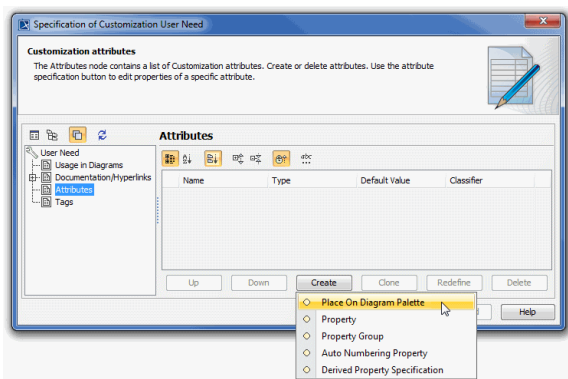 Specification of Customization User Need
Customization attributes
The Attributes node contains a list of Customization attributes. Create or delete attributes. Use the attribute
specification button to edit properties of a specific attribute.
Attributes
User Need
Usage in Diagrams
Documentation/Hyperlinks
Attributes
Tags
Name Type Default Value Classifier
Up Down Create Clone Redefine Delete
Place On Diagram Palette
Property
Property Group
Auto Numbering Property
Derived Property Specification
Help